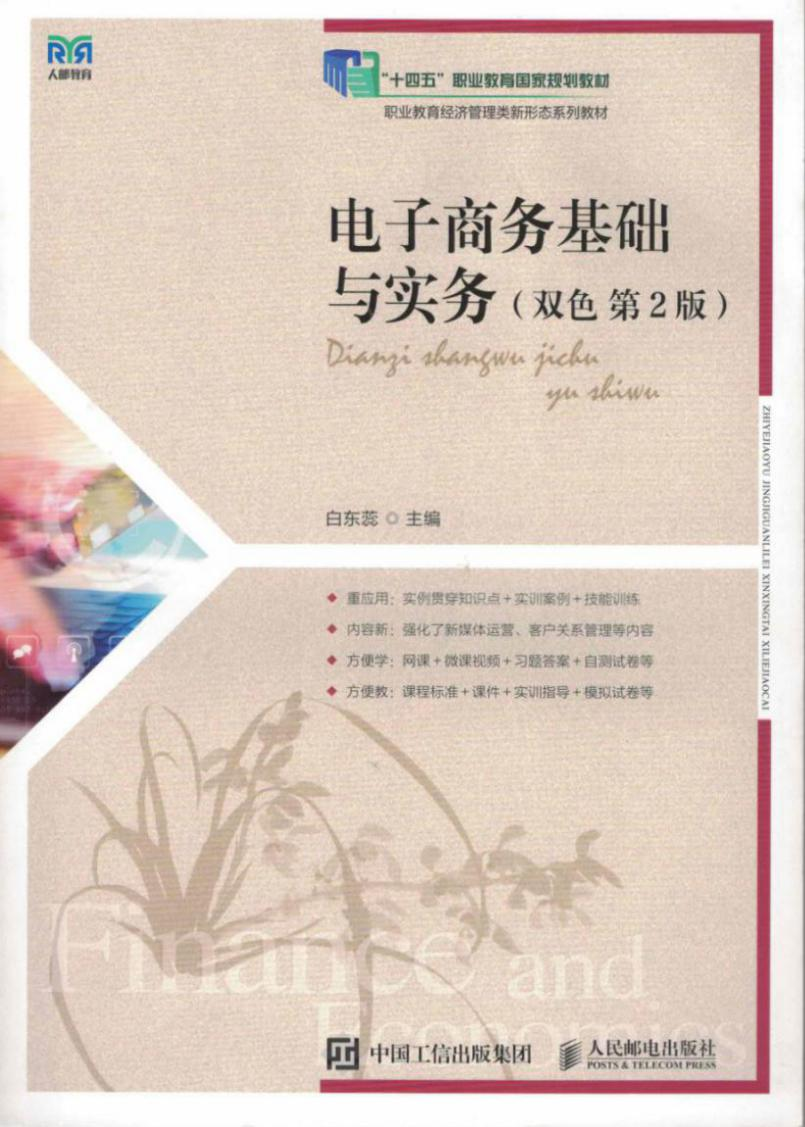 RYЯ
人邮教育
“十四五”职业教育国家规划教材
职业教育经济管理类新形态系列教材
电子商务基础
与实务（双色 第2版）
Dianzi shangwu jichu
yu shiwu
ZHIYEJIAOYU JINGJIGUANLILEI XINXINGTAI XILIEJIAOCAI
白东蕊 ○ 主编
◆ 重应用：实例贯穿知识点+实训案例+技能训练
◆ 内容新：强化了新媒体运营、客户关系管理等内容
◆ 方便学：网课+微课视频+习题答案+自测试卷等
◆ 方便教：课程标准+课件+实训指导+模拟试卷等
Finance and
Economics
中国工信出版集团
人民邮电出版社
POSTS & TELECOM PRESS